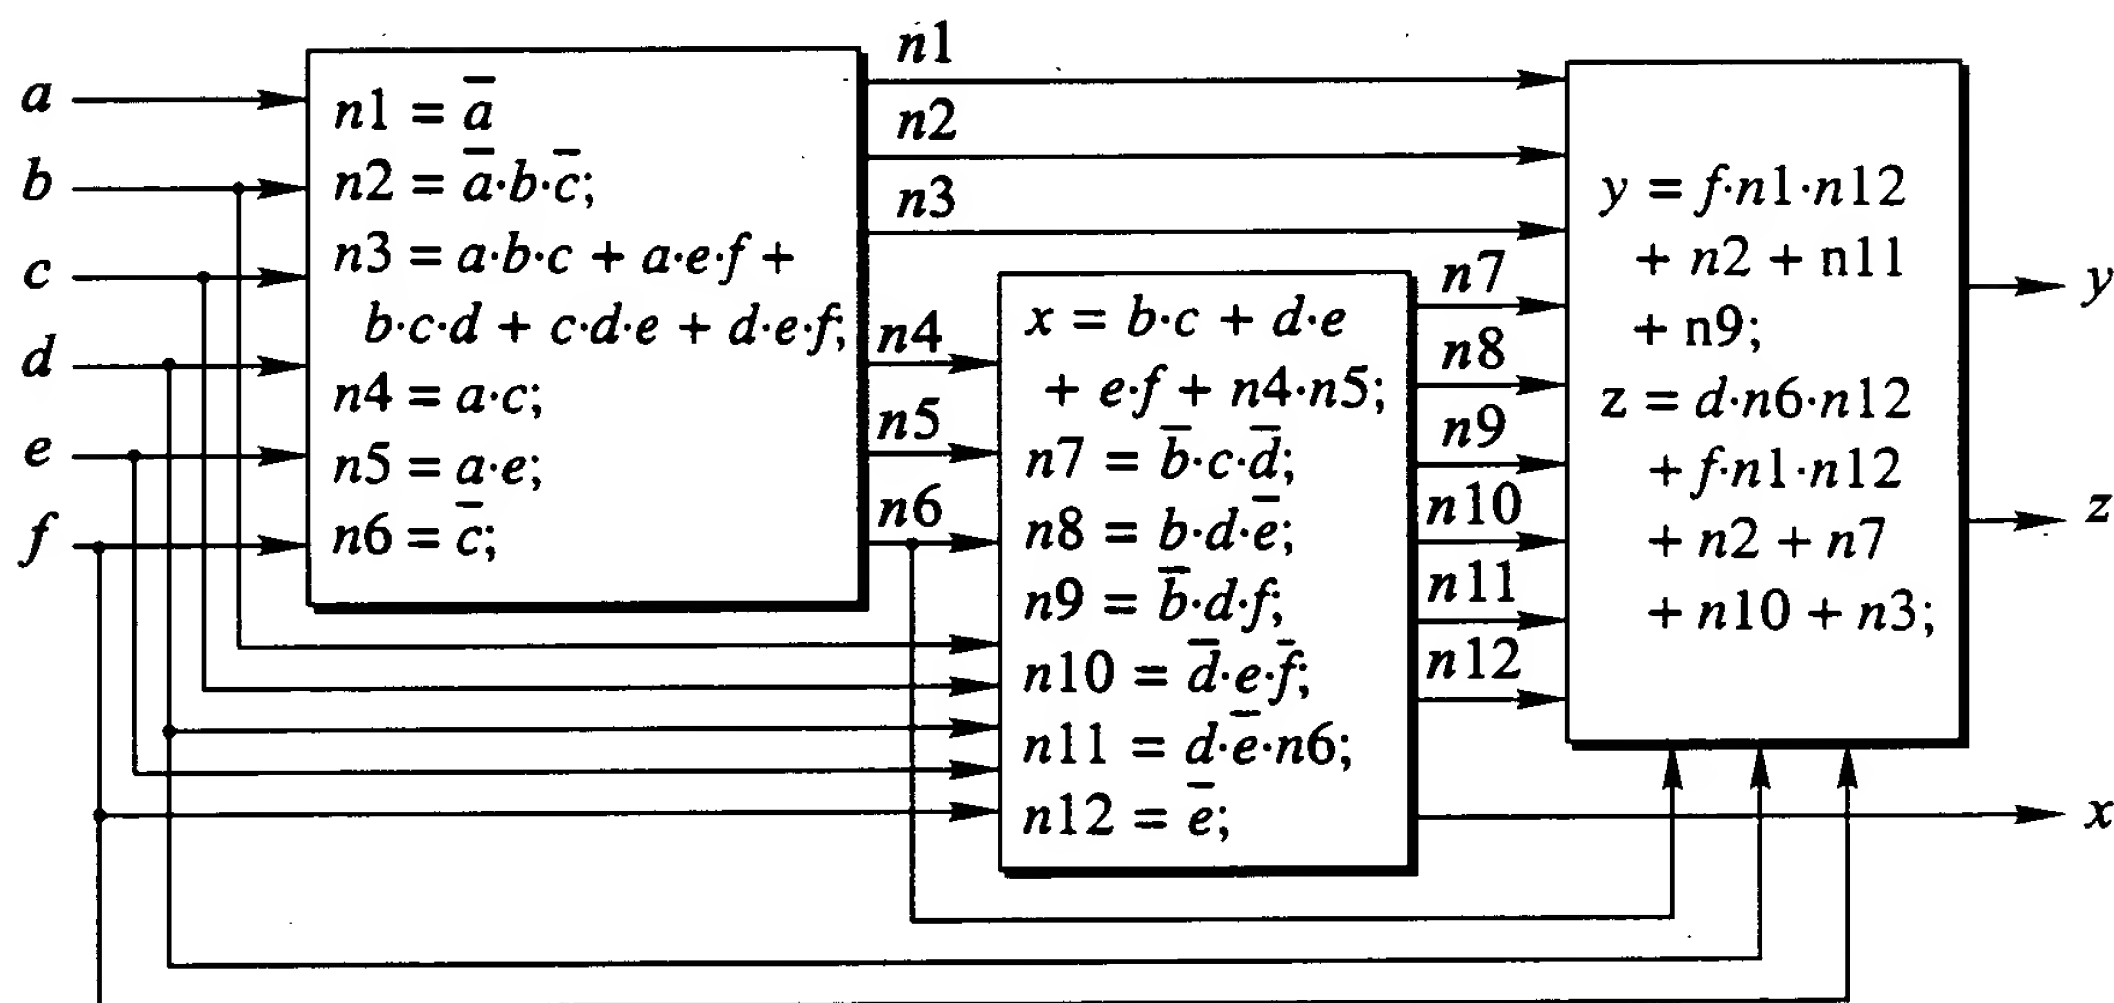 a
b
c
d
e
f
n1 = a̅
n2 = a̅·b·c̅;
n3 = a·b·c + a·e·f +
b·c·d + c·d·e + d·e·f;
n4 = a·c;
n5 = a·e;
n6 = c̅;
n1
n2
n3
n4
n5
n6
x = b·c + d·e
+ e·f + n4·n5;
n7 = b̅·c·d̅;
n8 = b·d·e̅;
n9 = b̅·d·f;
n10 = d̅·e·f̅;
n11 = d·e̅·n6;
n12 = e̅;
n7
n8
n9
n10
n11
n12
y = f·n1·n12
+ n2 + n11
+ n9;
z = d·n6·n12
+ f·n1·n12
+ n2 + n7
+ n10 + n3;
y
z
x